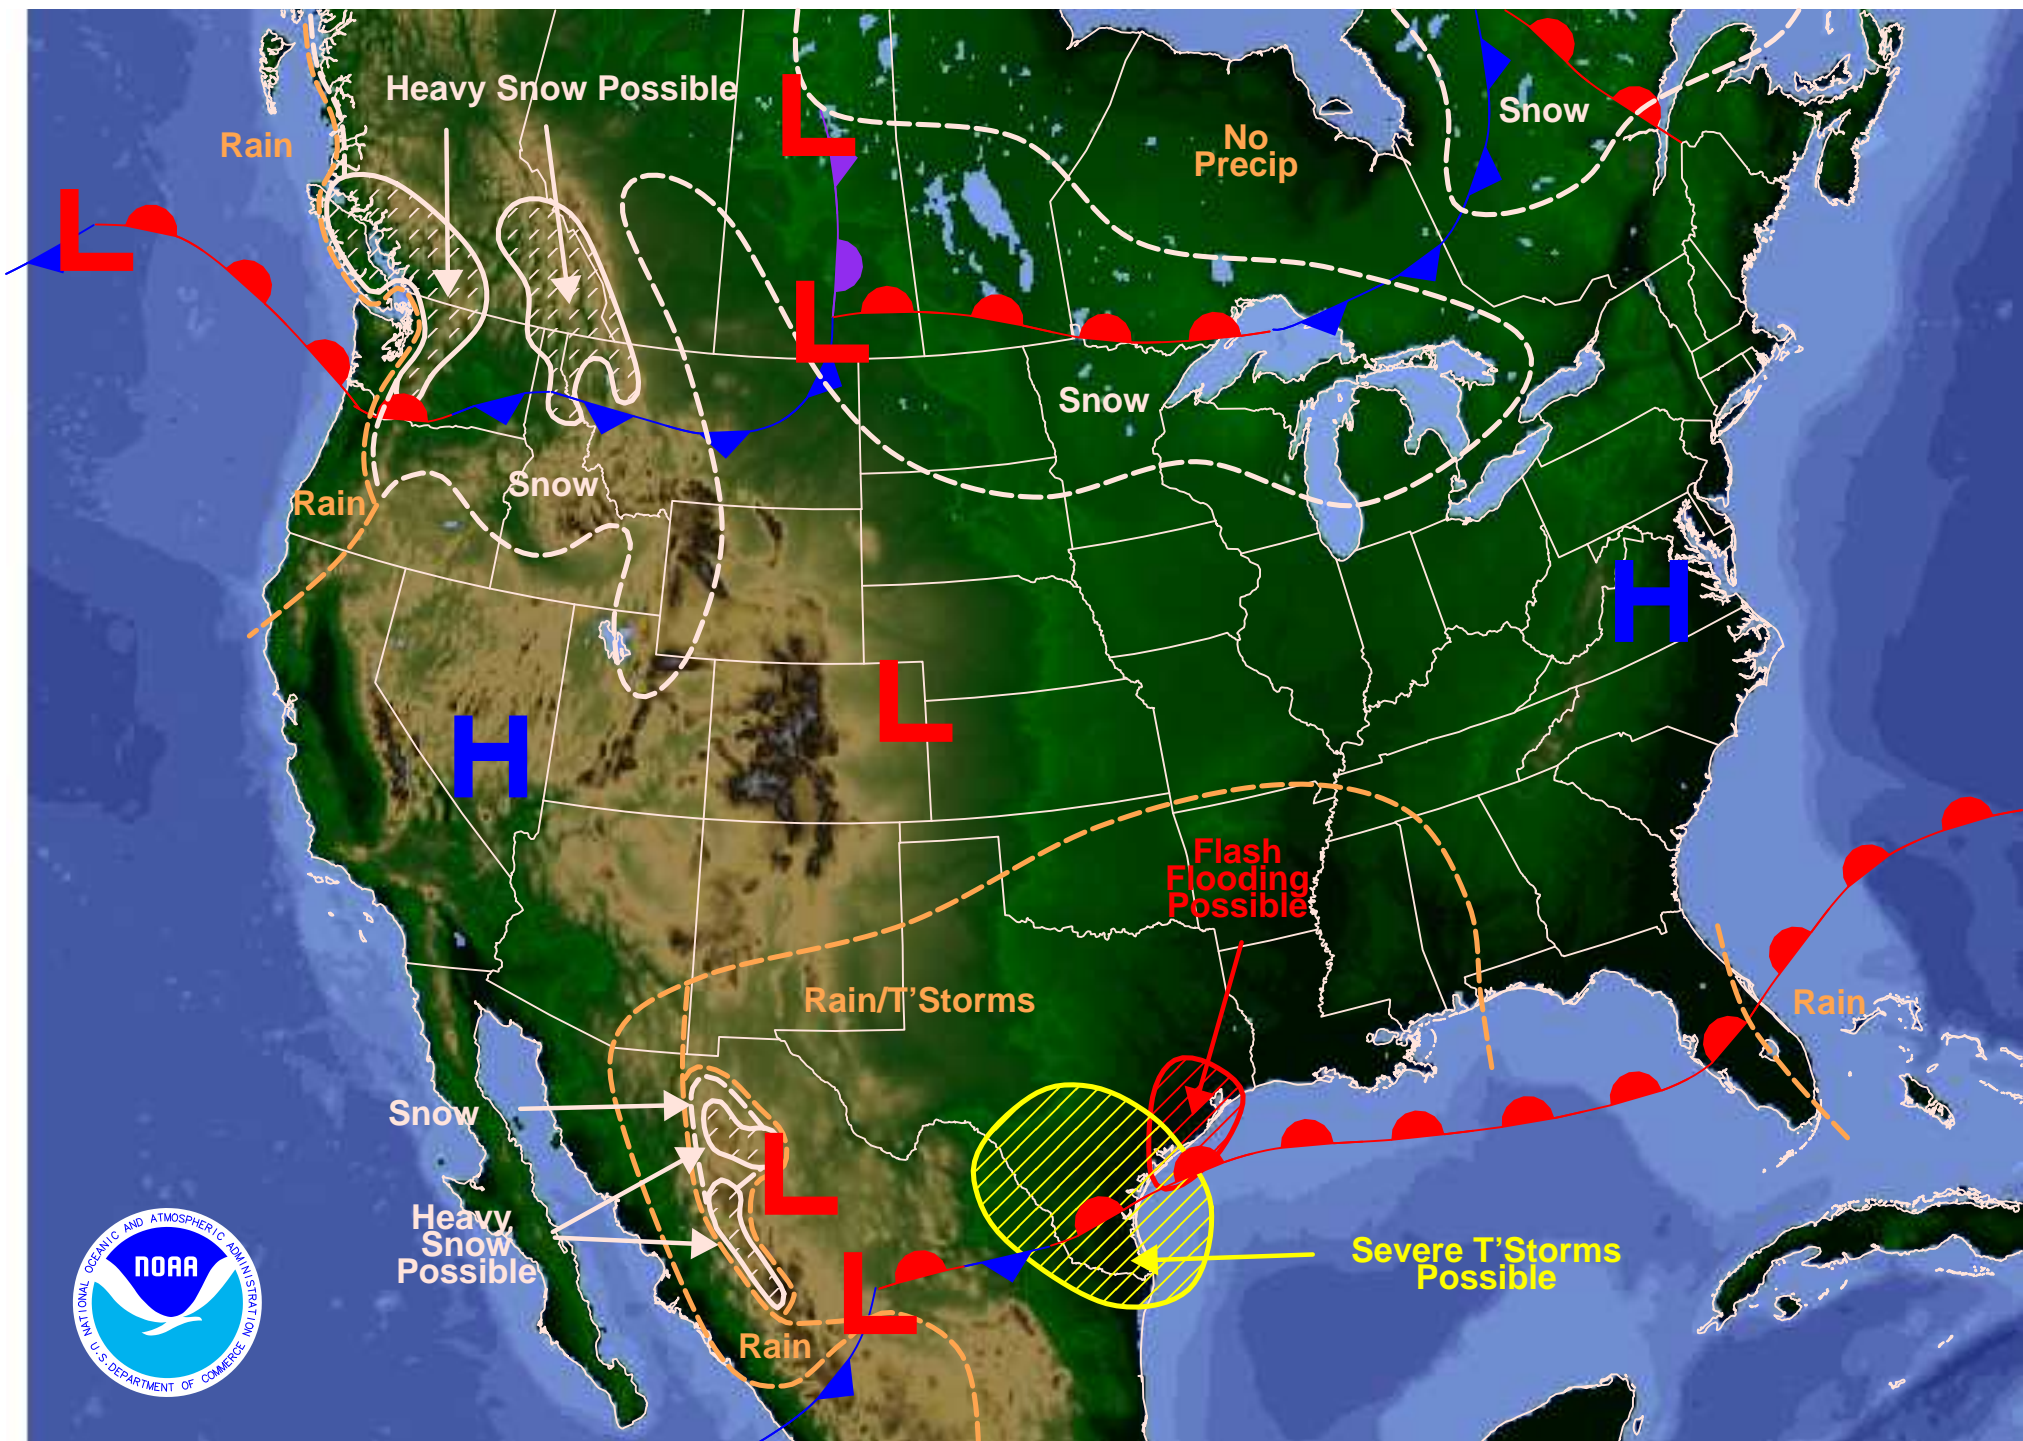 Heavy Snow Possible
Snow
Rain
No
Precip
L
L
L
L
Snow
Snow
Rain
H
H
L
Flash
Flooding
Possible
Rain/T'Storms
Rain
Snow
L
Heavy
Snow
Possible
Severe T'Storms
Possible
L
Rain
NOAA
NATIONAL OCEANIC AND ATMOSPHERIC ADMINISTRATION
U.S. DEPARTMENT OF COMMERCE